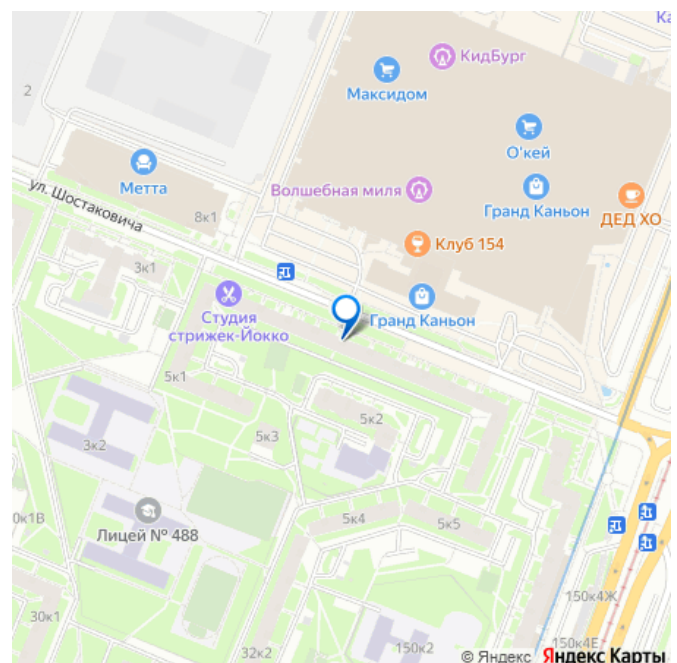 Ка
КидБург
Максидом
2
О'кей
Метта
Волшебная миля
Гранд Каньон
ДЕД ХО
ул. Шостаковича
8к1
Клуб 154
3к1
Студия
стрижек-Йокко
Гранд Каньон
5к1
5к2
5к3
3к2
0к1В
Лицей № 488
5к4
5к5
150к4Ж
30к1
32к2
150к2
150к4Е
© Яндекс Яндекс Карты